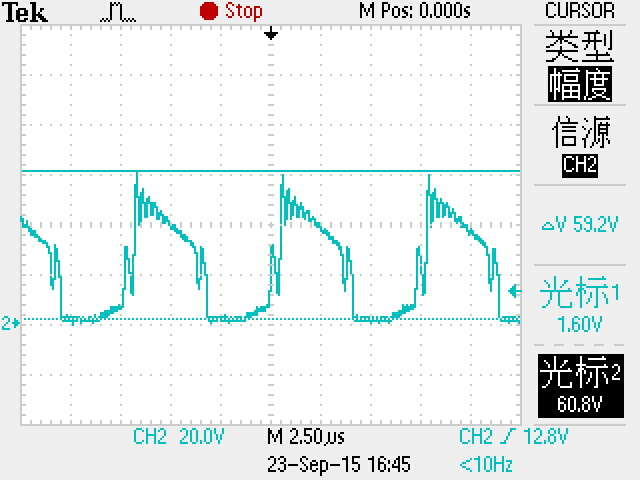 Tek Stop M Pos: 0.000s CURSOR
类型
幅度
信源
CH2
△V 59.2V
光标1
1.60V
2
光标2
60.8V
CH2 20.0V M 2.50µs CH2 12.8V
23-Sep-15 16:45 <10Hz